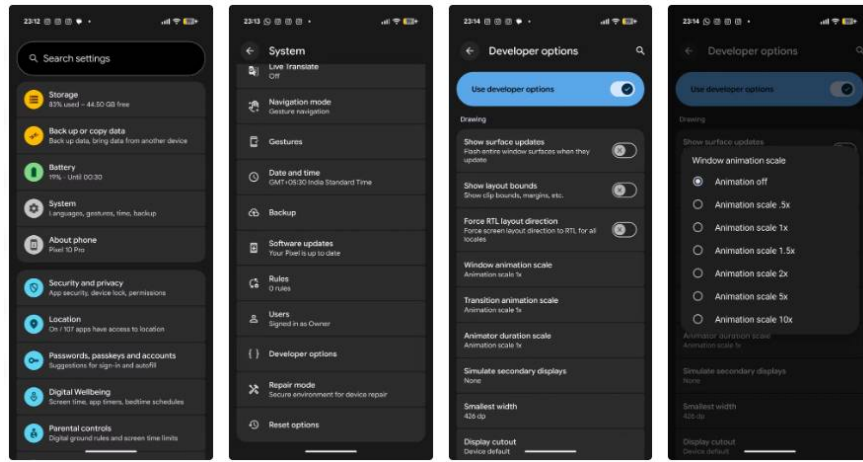 23:12
Search settings
Storage
83% used – 44.50 GB free
Back up or copy data
Back up data, bring data from another device
Battery
19% - Until 00:30
System
Languages, gestures, time, backup
About phone
Pixel 10 Pro
Security and privacy
App security, device lock, permissions
Location
On / 107 apps have access to location
Passwords, passkeys and accounts
Suggestions for sign-in and autofill
Digital Wellbeing
Screen time, app timers, bedtime schedules
Parental controls
Digital ground rules and screen time limits
23:13
System
Live Translate
Off
Navigation mode
Gesture navigation
Gestures
Date and time
GMT+05:30 India Standard Time
Backup
Software updates
Your Pixel is up to date
Rules
0 rules
Users
Signed in as Owner
Developer options
Repair mode
Secure environment for device repair
Reset options
23:14
Developer options
Use developer options
Drawing
Show surface updates
Flash entire window surfaces when they
update
Show layout bounds
Show clip bounds, margins, etc.
Force RTL layout direction
Force screen layout direction to RTL for all
locales
Window animation scale
Animation scale 1x
Transition animation scale
Animation scale 1x
Animator duration scale
Animation scale 1x
Simulate secondary displays
None
Smallest width
426 dp
Display cutout
Device default
23:14
Developer options
Use developer options
Drawing
Show surface updates
Window animation scale
Animation off
Animation scale .5x
Animation scale 1x
Animation scale 1.5x
Animation scale 2x
Animation scale 5x
Animation scale 10x
Animator duration scale
Animation scale 1x
Simulate secondary displays
None
Smallest width
426 dp
Display cutout
Device default